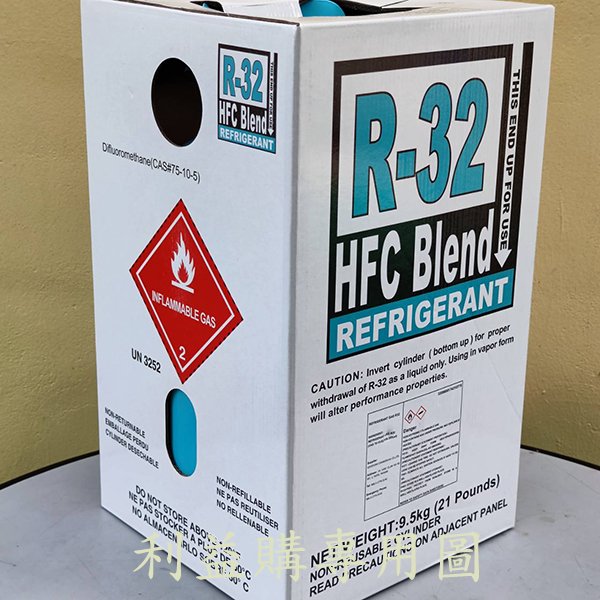 R-32
HFC Blend
REFRIGERANT
Difluoromethane(CAS#75-10-5)
INFLAMMABLE GAS
2
UN 3252
NON-RETURNABLE
EMBALLAGE PERDU
CYLINDER DESECHABLE
NON-REFILLABLE
NE PAS REUTILISER
NO RELLENABLE
DO NOT STORE ABOVE
NE PAS STOCKER A PLUS DE
NO ALMACENARLO
R-32
HFC Blend
REFRIGERANT
THIS END UP FOR USE
CAUTION: Invert cylinder ( bottom up ) for proper
withdrawal of R-32 as a liquid only. Using in vapor form
will alter performance properties.
Danger
NET WEIGHT:9.5kg (21 Pounds)
NON-REUSABLE CYLINDER
READ PRECAUTIONS ON ADJACENT PANEL
利益購專用圖